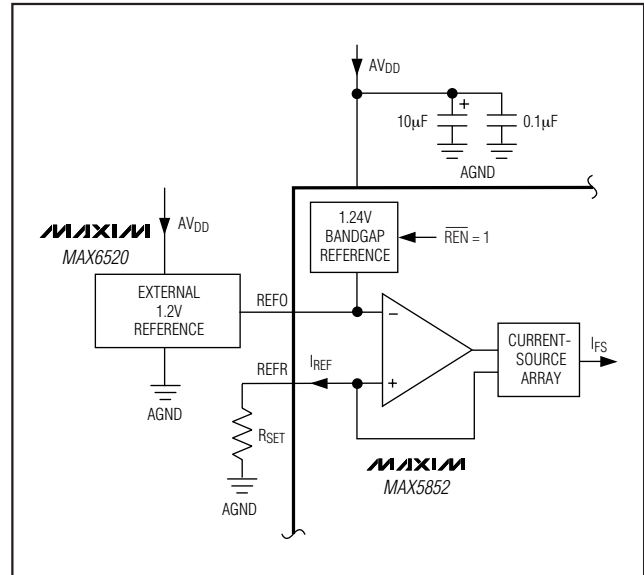 AVDD
10µF
+
0.1µF
AGND
MAXIM
MAX6520
AVDD
1.24V
BANDGAP
REFERENCE
REN = 1
EXTERNAL
1.2V
REFERENCE
REFO
−
CURRENT-
SOURCE
ARRAY
IFS
REFR
IREF
+
RSET
AGND
AGND
MAXIM
MAX5852